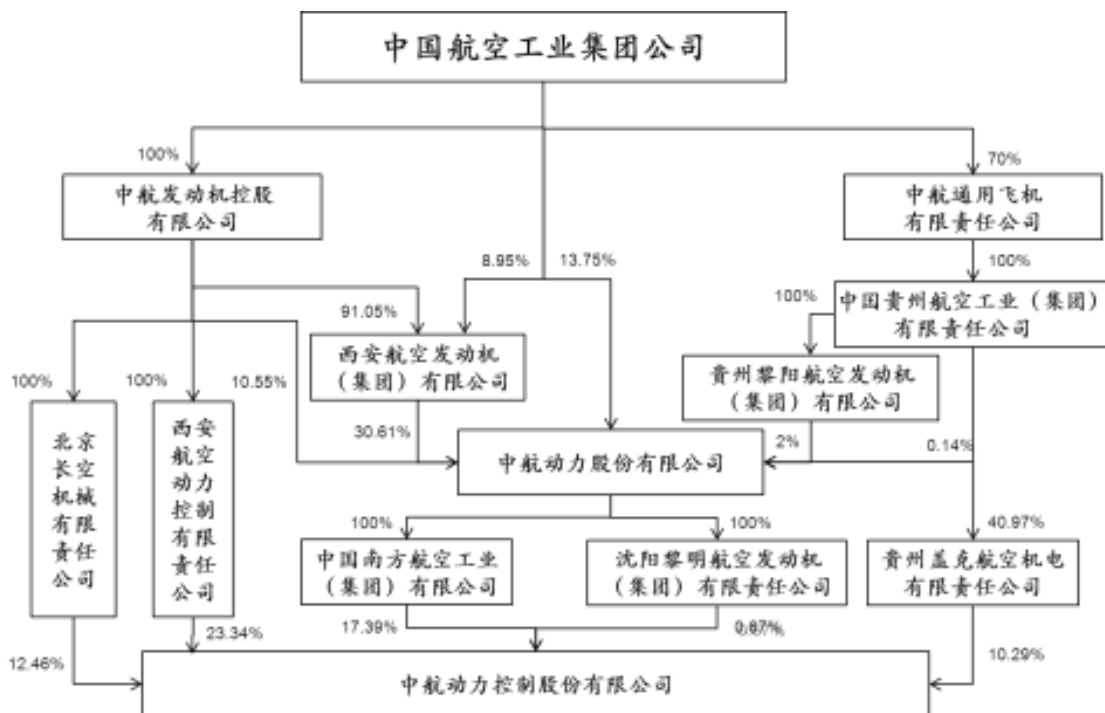 中国航空工业集团公司
100%
70%
中航发动机控股
有限公司
中航通用飞机
有限责任公司
8.95%
13.75%
100%
100%
91.05%
中国贵州航空工业（集团）
有限责任公司
西安航空发动机
（集团）有限公司
贵州黎阳航空发动机
（集团）有限公司
100%
100%
10.55%
30.61%
2%
0.14%
北京
长空
机械
有限
责任
公司
西安
航空
动力
控制
有限
责任
公司
中航动力股份有限公司
100%
100%
40.97%
中国南方航空工业
（集团）有限公司
沈阳黎明航空发动机
（集团）有限责任公司
贵州盖克航空机电
有限责任公司
17.39%
23.34%
12.46%
10.29%
中航动力控制股份有限公司